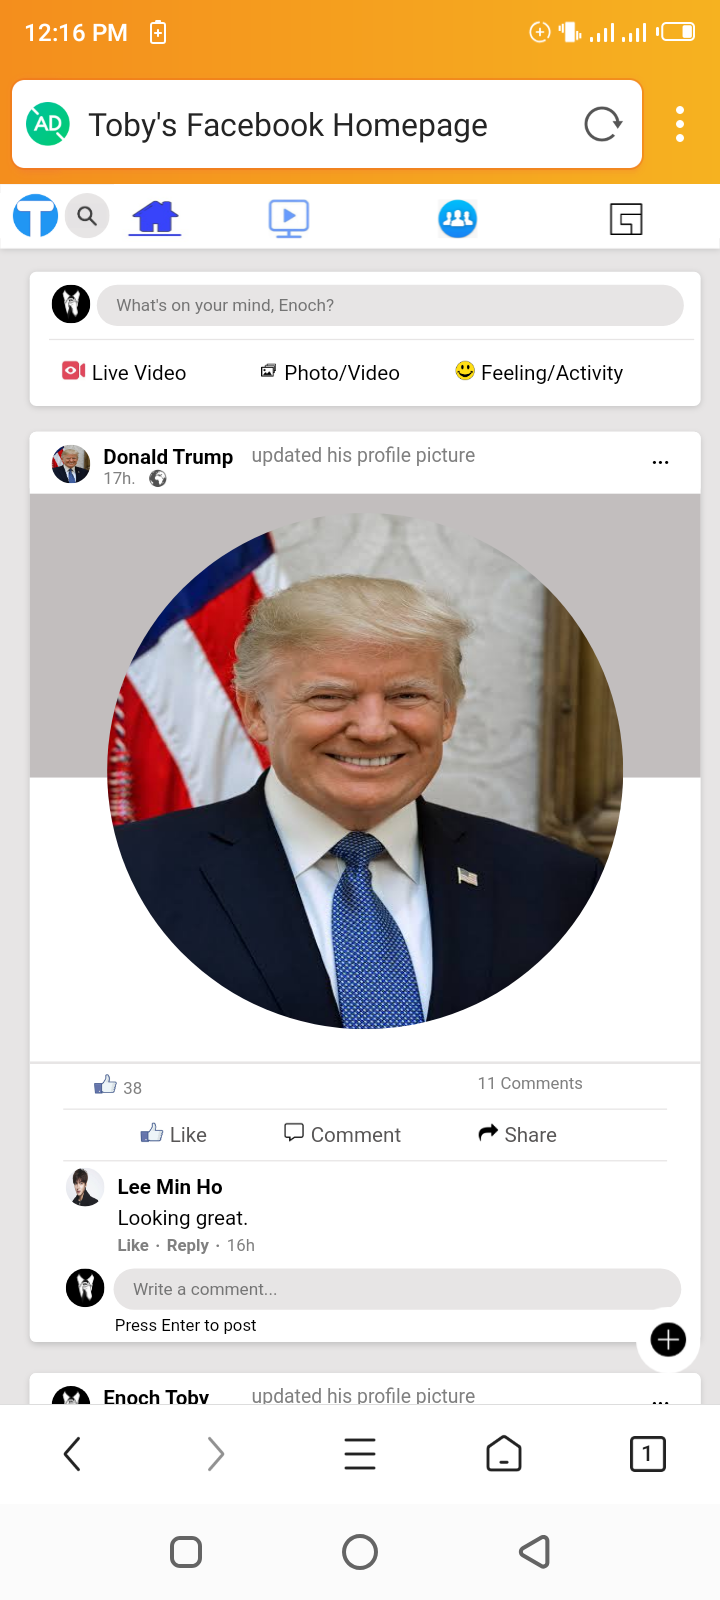 12:16 PM
AD
Toby's Facebook Homepage
T
What's on your mind, Enoch?
Live Video Photo/Video Feeling/Activity
Donald Trump updated his profile picture
17h.
38 11 Comments
Like Comment Share
Lee Min Ho
Looking great.
Like · Reply · 16h
Write a comment...
Press Enter to post
Enoch Toby updated his profile picture
1